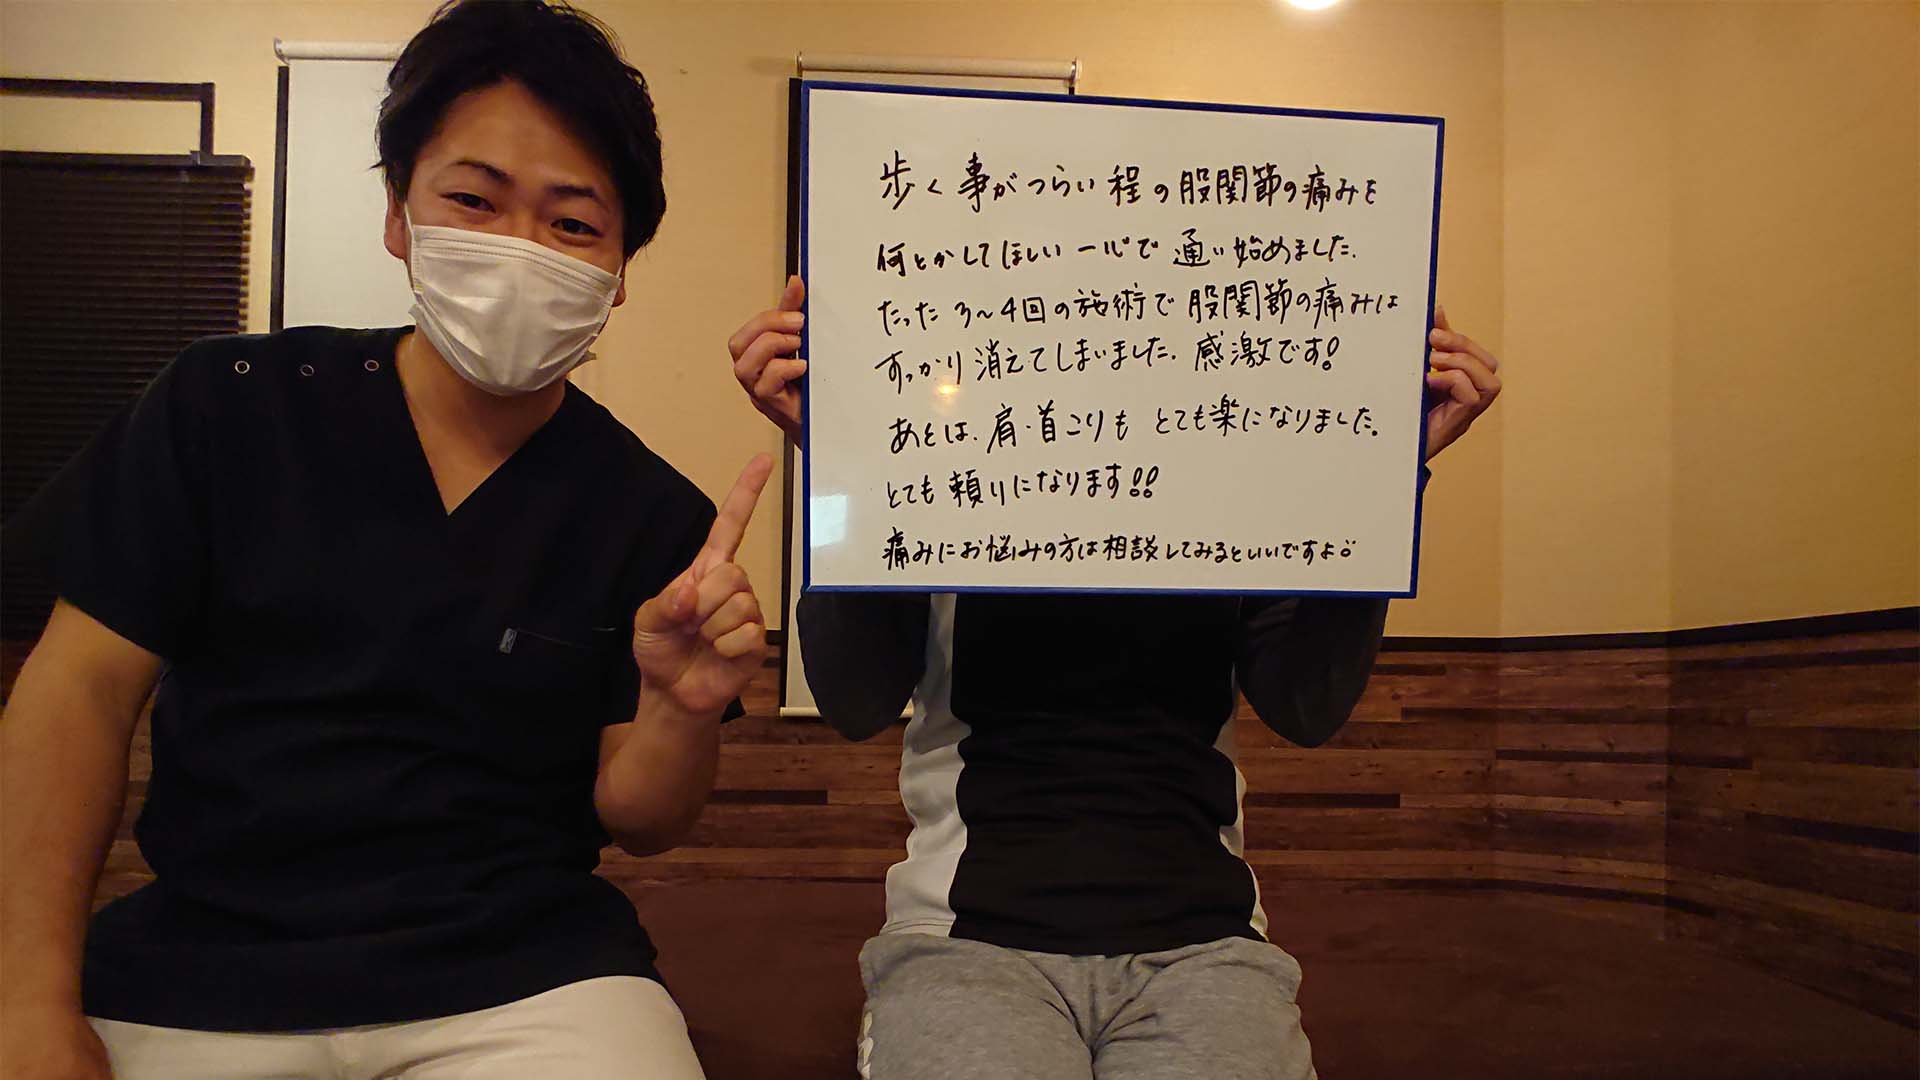 歩く事がつらい程の股関節の痛みを
何とかしてほしい一心で通い始めました.
たった3〜4回の施術で股関節の痛みは
すっかり消えてしまいました. 感激です!
あとは、肩・首こりもとても楽になりました。
とても頼りになります!!
痛みにお悩みの方は相談してみるといいですよ